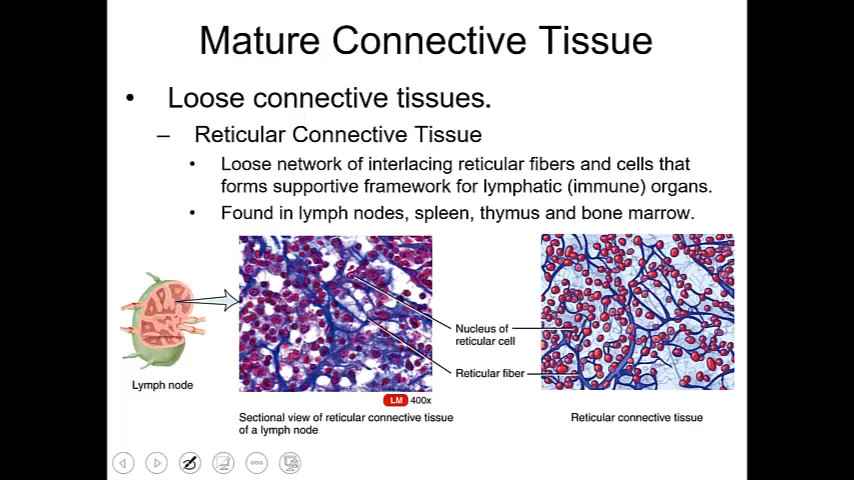 Mature Connective Tissue
• Loose connective tissues.
– Reticular Connective Tissue
• Loose network of interlacing reticular fibers and cells that
forms supportive framework for lymphatic (immune) organs.
• Found in lymph nodes, spleen, thymus and bone marrow.
Nucleus of
reticular cell
Reticular fiber
Lymph node
LM 400x
Sectional view of reticular connective tissue
of a lymph node
Reticular connective tissue